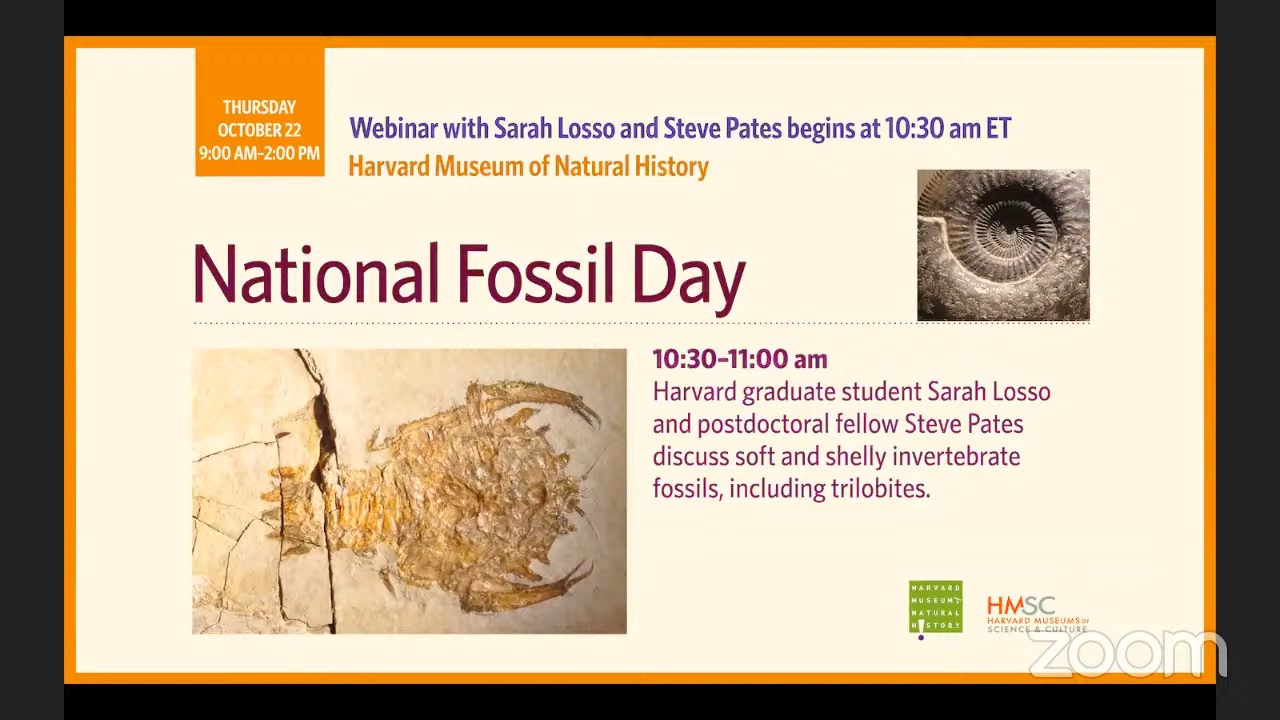 THURSDAY
OCTOBER 22
9:00 AM–2:00 PM
Webinar with Sarah Losso and Steve Pates begins at 10:30 am ET
Harvard Museum of Natural History
National Fossil Day
10:30–11:00 am
Harvard graduate student Sarah Losso
and postdoctoral fellow Steve Pates
discuss soft and shelly invertebrate
fossils, including trilobites.
HARVARD
MUSEUM OF
NATURAL
H!STORY
HMSC
HARVARD MUSEUMS OF
SCIENCE & CULTURE
zoom